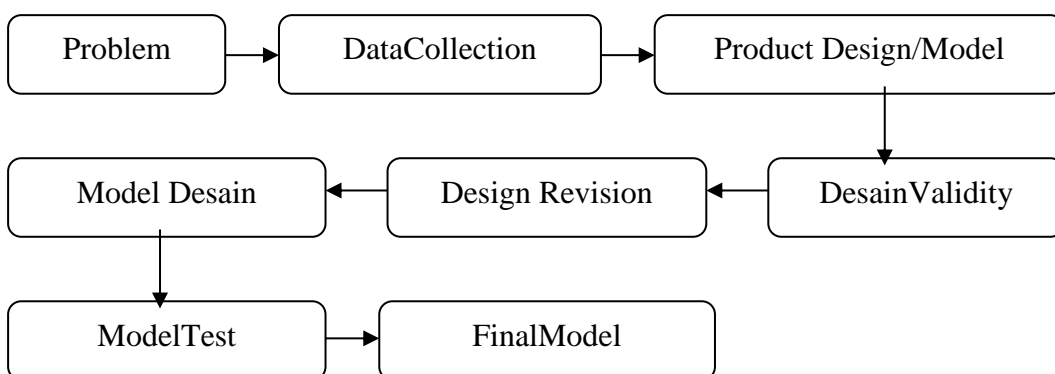 Problem
DataCollection
Product Design/Model
DesainValidity
Design Revision
Model Desain
ModelTest
FinalModel